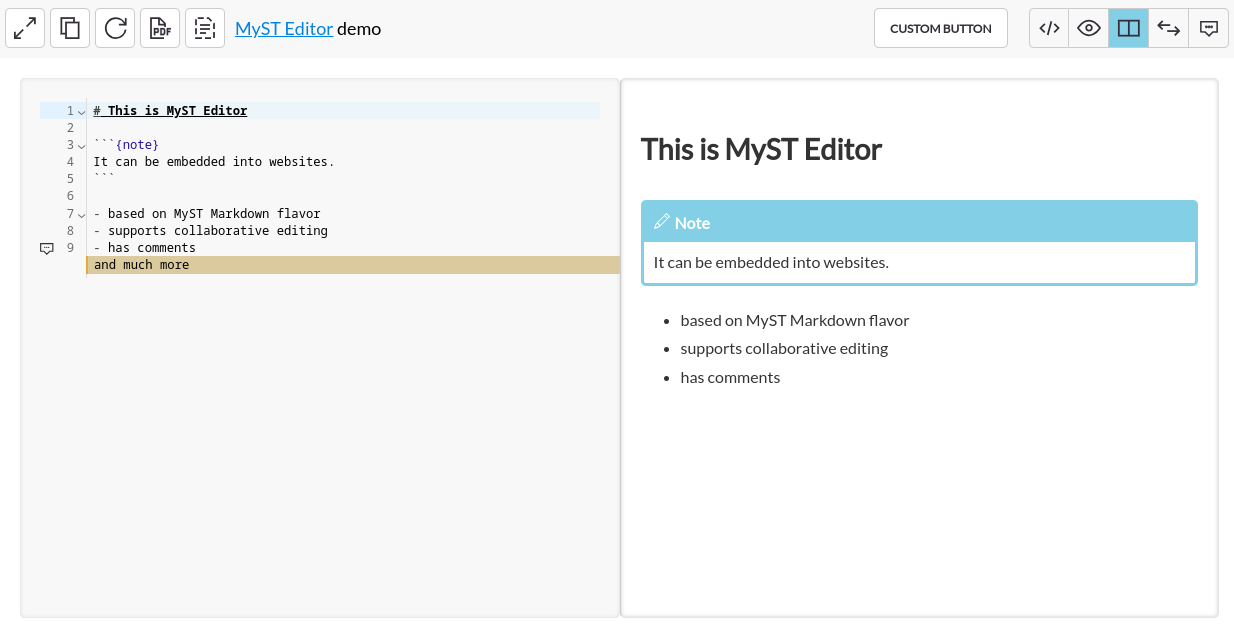 PDF
MyST Editor demo
CUSTOM BUTTON
</>
1 # This is MyST Editor
2
3 ```{note}
4 It can be embedded into websites.
5 ```
6
7 - based on MyST Markdown flavor
8 - supports collaborative editing
9 - has comments
and much more
This is MyST Editor
Note
It can be embedded into websites.
• based on MyST Markdown flavor
• supports collaborative editing
• has comments